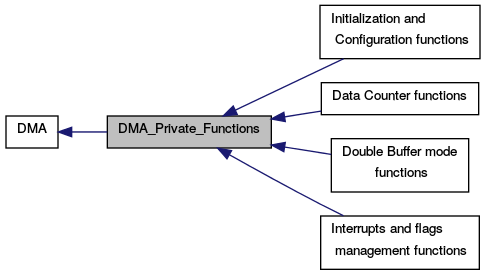 Initialization and
Configuration functions
Data Counter functions
DMA
DMA_Private_Functions
Double Buffer mode
functions
Interrupts and flags
management functions